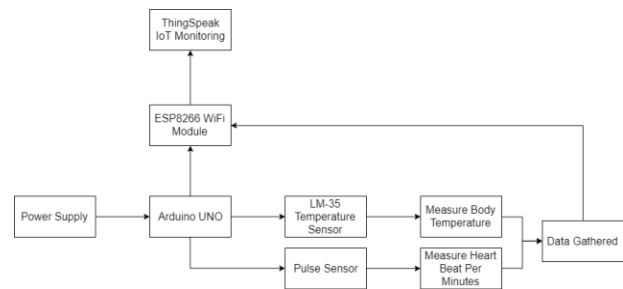 ThingSpeak
IoT Monitoring
ESP8266 WiFi
Module
Power Supply
Arduino UNO
LM-35
Temperature
Sensor
Measure Body
Temperature
Data Gathered
Pulse Sensor
Measure Heart
Beat Per
Minutes